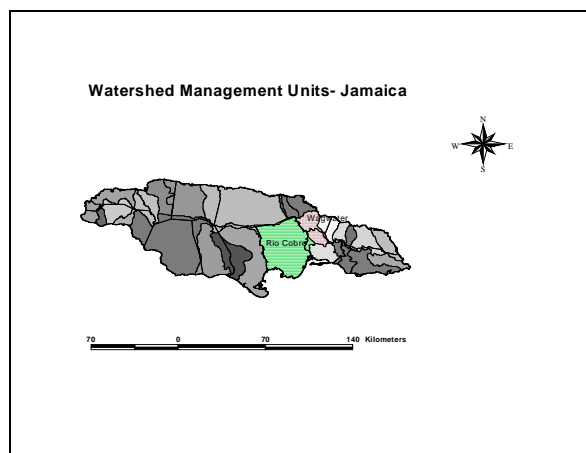 Watershed Management Units- Jamaica
N
W E
S
Wagwater
Rio Cobre
70 0 70 140 Kilometers